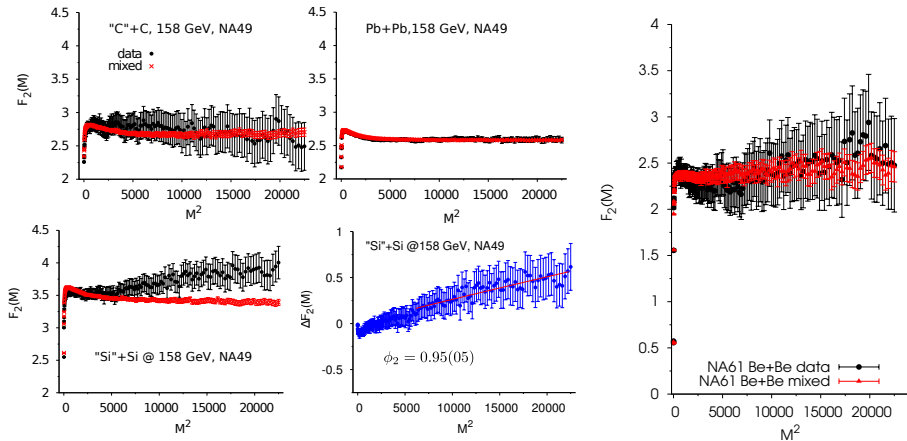 "C"+C, 158 GeV, NA49
data
mixed
F2(M)
4.5
4
3.5
3
2.5
2
0 5000 10000 15000 20000
M²
Pb+Pb,158 GeV, NA49
4.5
4
3.5
3
2.5
2
0 5000 10000 15000 20000
M²
"Si"+Si @ 158 GeV, NA49
F2(M)
4.5
4
3.5
3
2.5
2
0 5000 10000 15000 20000
M²
"Si"+Si @158 GeV, NA49
ΔF2(M)
1
0.5
0
-0.5
ϕ2 = 0.95(05)
0 5000 10000 15000 20000
M²
F2(M)
4
3.5
3
2.5
2
1.5
1
0.5
0
NA61 Be+Be data
NA61 Be+Be mixed
0 5000 10000 15000 20000
M²